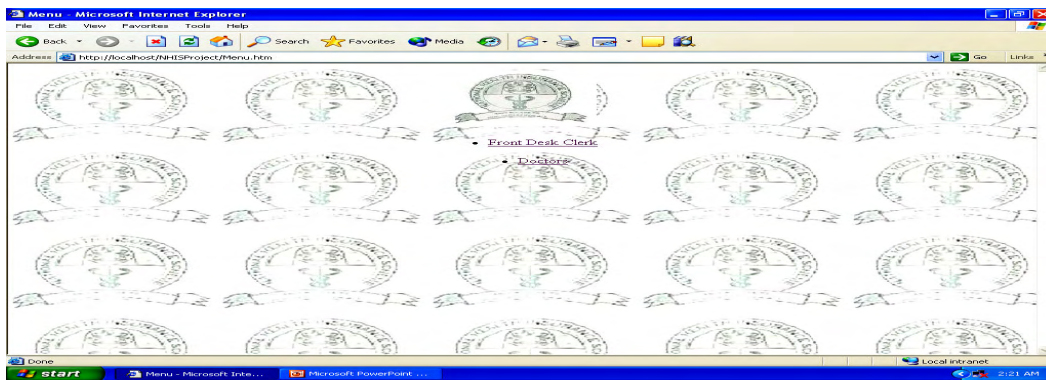 Menu - Microsoft Internet Explorer
File Edit View Favorites Tools Help
Back Search Favorites Media
Address http://localhost/NHISProject/Menu.htm Go Links
• Front Desk Clerk
• Doctors
Done Local intranet
start Menu - Microsoft Inte... Microsoft PowerPoint ... 2:21 AM